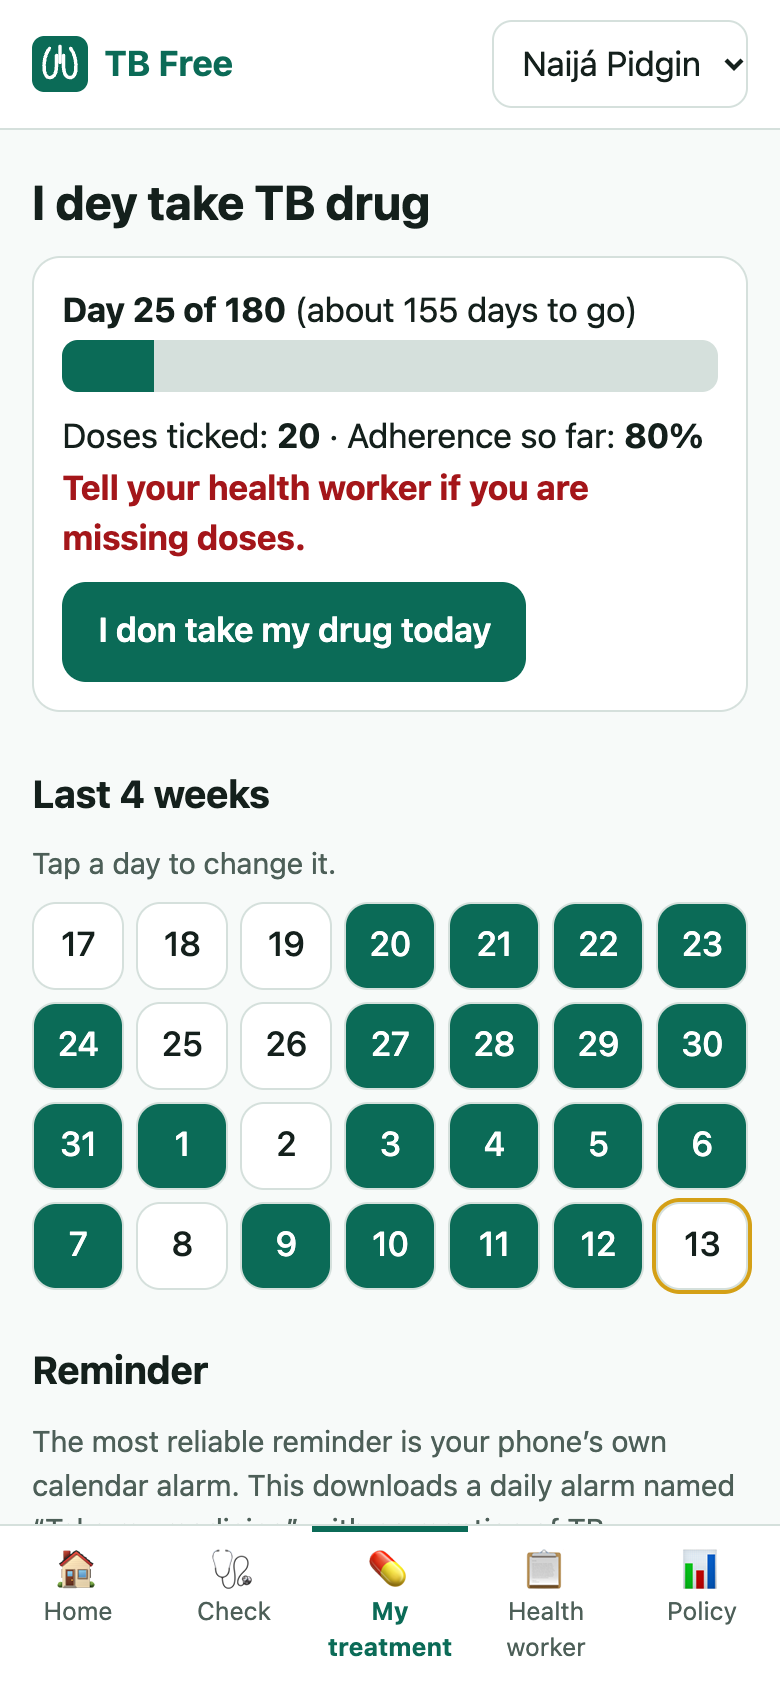 TB Free
Naijá Pidgin
I dey take TB drug
Day 25 of 180 (about 155 days to go)
Doses ticked: 20 · Adherence so far: 80%
Tell your health worker if you are
missing doses.
I don take my drug today
Last 4 weeks
Tap a day to change it.
17 18 19 20 21 22 23
24 25 26 27 28 29 30
31 1 2 3 4 5 6
7 8 9 10 11 12 13
Reminder
The most reliable reminder is your phone’s own
calendar alarm. This downloads a daily alarm named
Home Check My treatment Health worker Policy